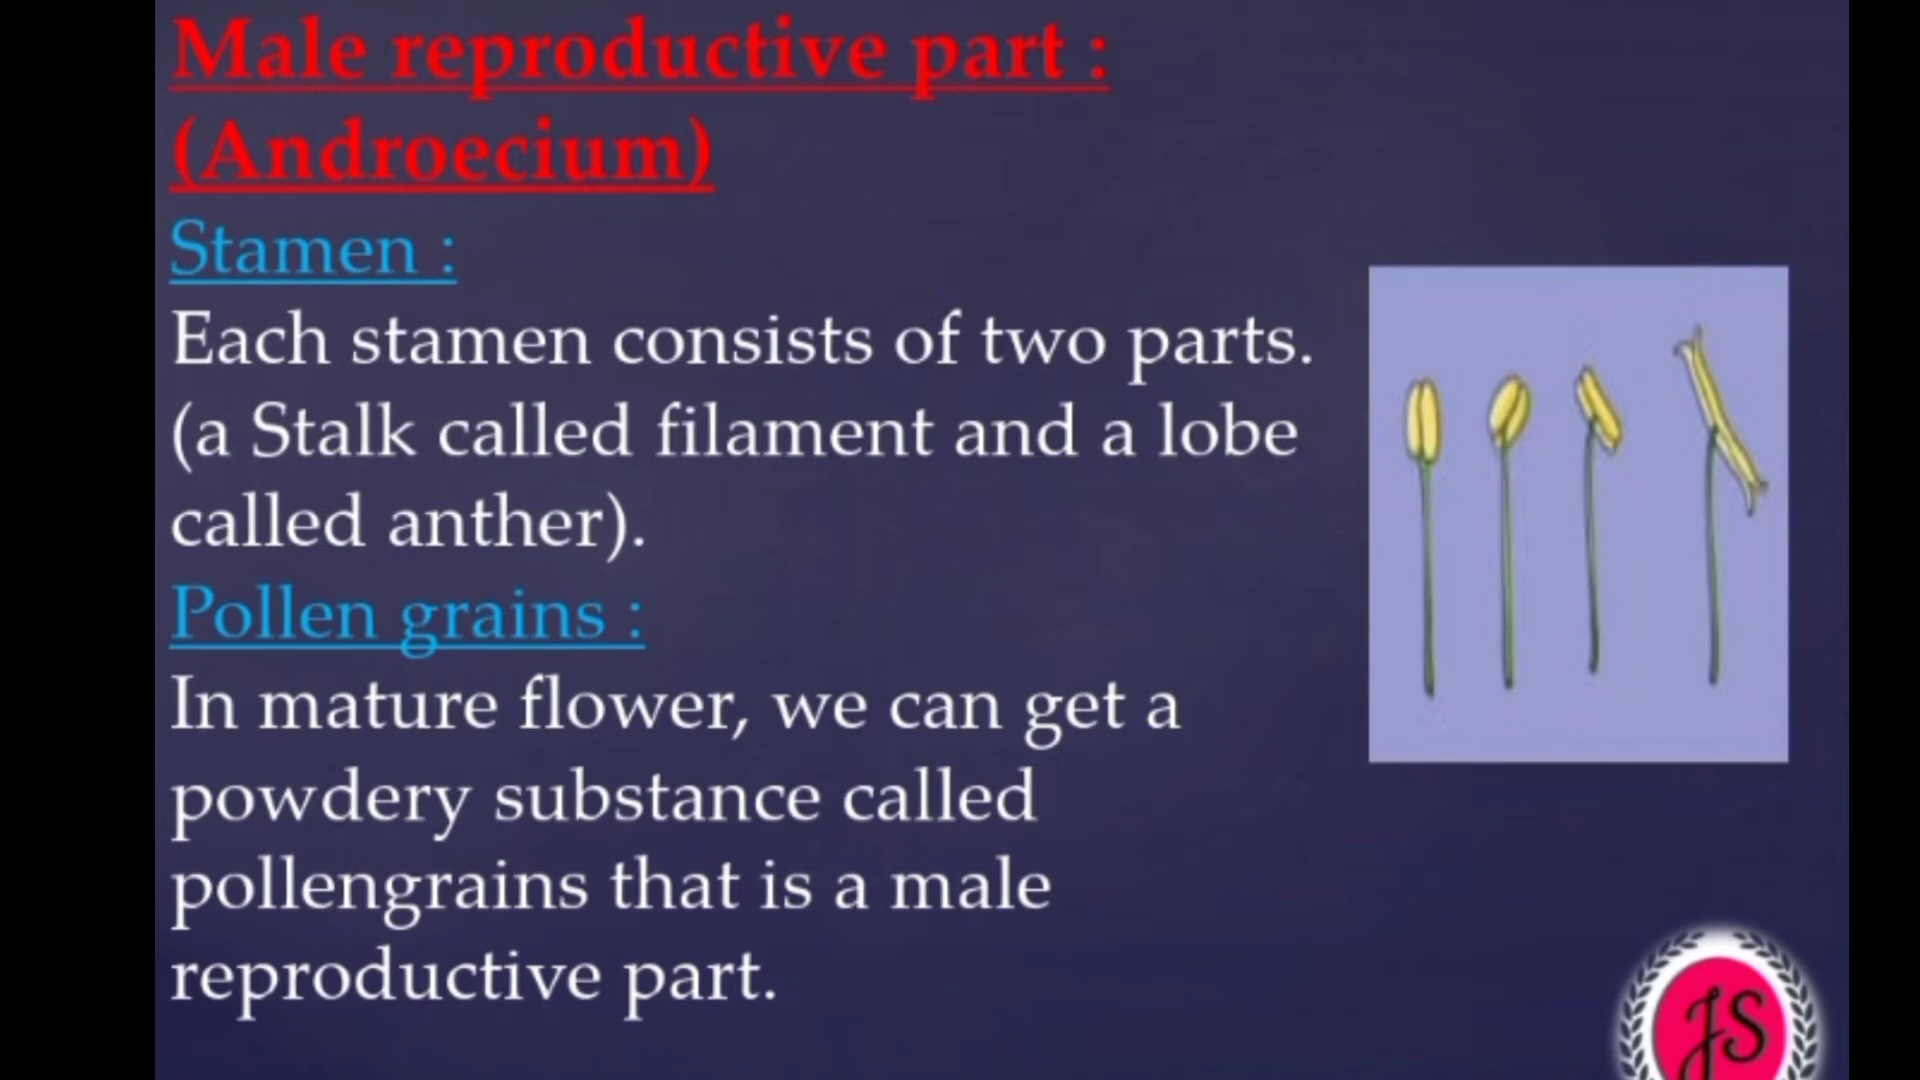 Male reproductive part :
(Androecium)
Stamen :
Each stamen consists of two parts.
(a Stalk called filament and a lobe
called anther).
Pollen grains :
In mature flower, we can get a
powdery substance called
pollengrains that is a male
reproductive part.
JS